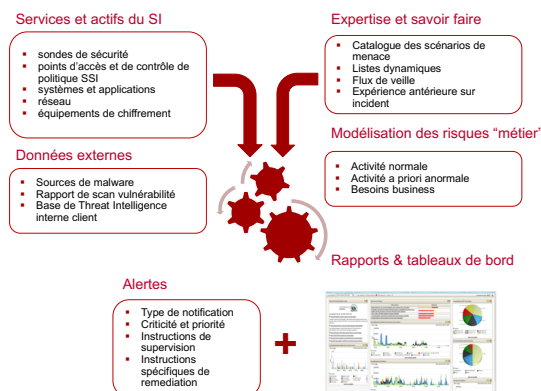 Services et actifs du SI
▪ sondes de sécurité
▪ points d'accès et de contrôle de
politique SSI
▪ systèmes et applications
▪ réseau
▪ équipements de chiffrement
Données externes
▪ Sources de malware
▪ Rapport de scan vulnérabilité
▪ Base de Threat Intelligence
interne client
Expertise et savoir faire
▪ Catalogue des scénarios de
menace
▪ Listes dynamiques
▪ Flux de veille
▪ Expérience antérieure sur
incident
Modélisation des risques "métier"
▪ Activité normale
▪ Activité a priori anormale
▪ Besoins business
Alertes
▪ Type de notification
▪ Criticité et priorité
▪ Instructions de
supervision
▪ Instructions
spécifiques de
remediation
+
Rapports & tableaux de bord